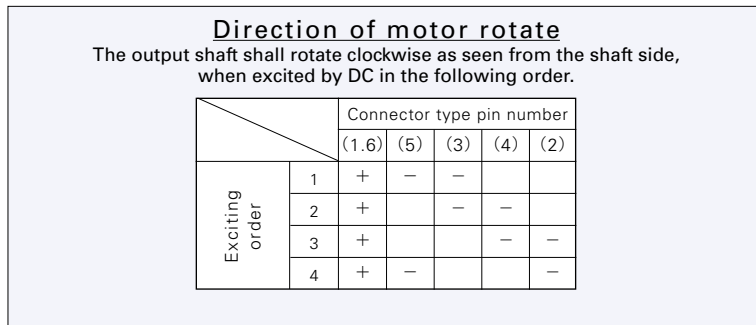 Direction of motor rotate
The output shaft shall rotate clockwise as seen from the shaft side,
when excited by DC in the following order.
Connector type pin number
(1.6) (5) (3) (4) (2)
Exciting
order
1 + − −
2 + − −
3 + − −
4 + − −